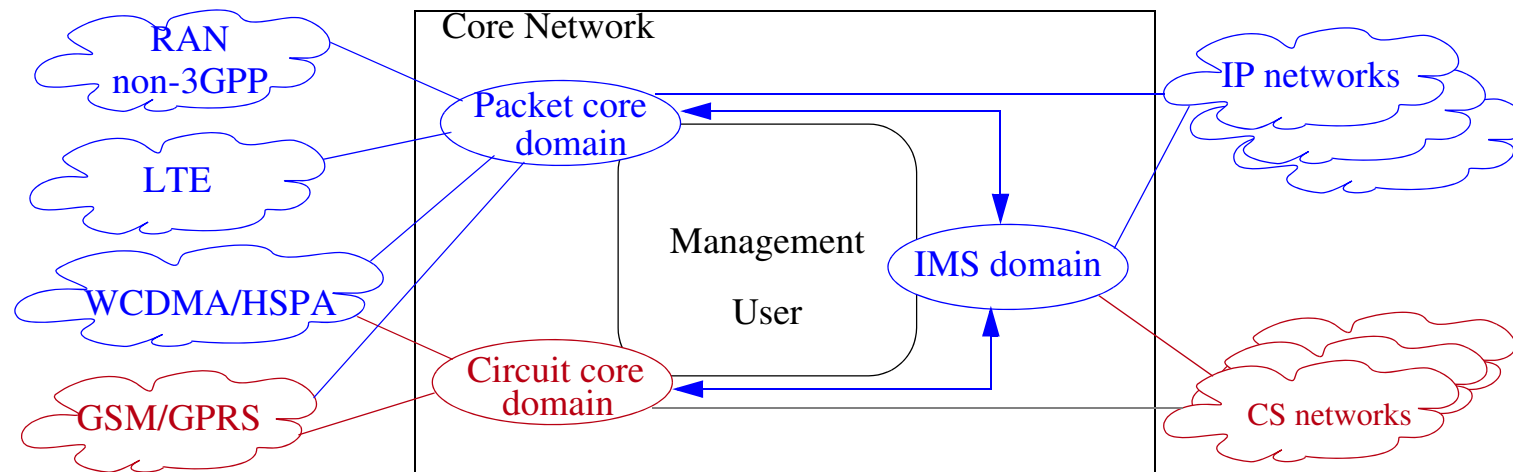 Core Network
RAN
non-3GPP
IP networks
Packet core
domain
LTE
Management
IMS domain
WCDMA/HSPA
User
Circuit core
domain
GSM/GPRS
CS networks